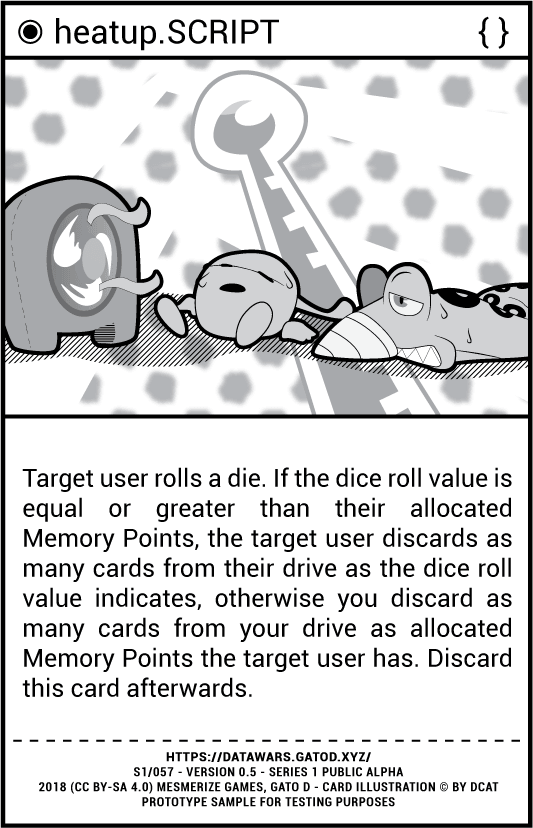 heatup.SCRIPT { }
Target user rolls a die. If the dice roll value is
equal or greater than their allocated
Memory Points, the target user discards as
many cards from their drive as the dice roll
value indicates, otherwise you discard as
many cards from your drive as allocated
Memory Points the target user has. Discard
this card afterwards.
HTTPS://DATAWARS.GATOD.XYZ/
S1/057 - VERSION 0.5 - SERIES 1 PUBLIC ALPHA
2018 (CC BY-SA 4.0) MESMERIZE GAMES, GATO D - CARD ILLUSTRATION © BY DCAT
PROTOTYPE SAMPLE FOR TESTING PURPOSES